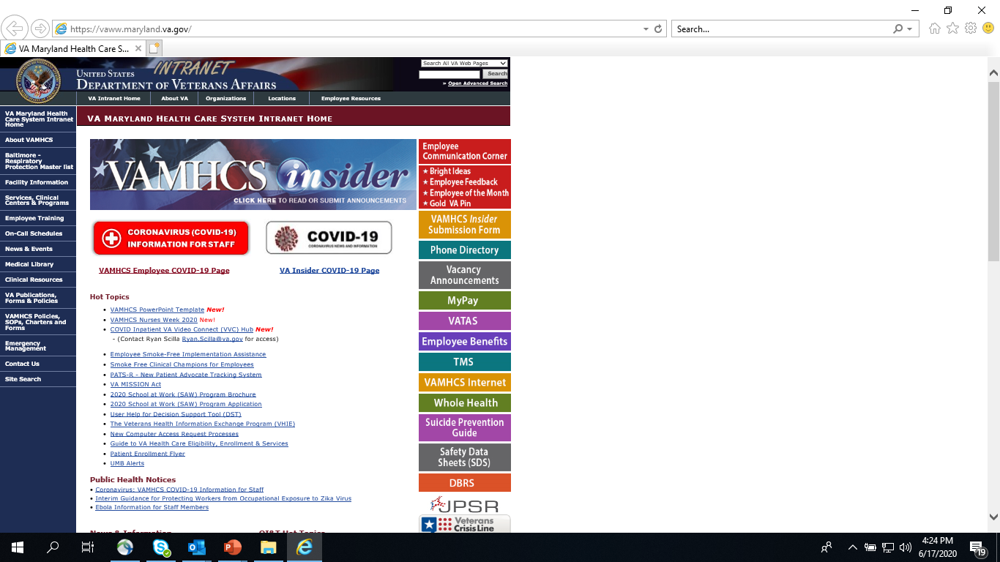 https://vaww.maryland.va.gov/
Search...
VA Maryland Health Care S...
INTRANET
UNITED STATES
DEPARTMENT OF VETERANS AFFAIRS
Search All VA Web Pages
Search
» Open Advanced Search
VA Intranet Home
About VA
Organizations
Locations
Employee Resources
VA Maryland Health
Care System Intranet
Home
About VAMHCS
Baltimore -
Respiratory
Protection Master list
Facility Information
Services, Clinical
Centers & Programs
Employee Training
On-Call Schedules
News & Events
Medical Library
Clinical Resources
VA Publications,
Forms & Policies
VAMHCS Policies,
SOPs, Charters and
Forms
Emergency
Management
Contact Us
Site Search
VA MARYLAND HEALTH CARE SYSTEM INTRANET HOME
VAMHCS insider
CLICK HERE TO READ OR SUBMIT ANNOUNCEMENTS
CORONAVIRUS (COVID-19)
INFORMATION FOR STAFF
COVID-19
CORONAVIRUS NEWS AND INFORMATION
VAMHCS Employee COVID-19 Page
VA Insider COVID-19 Page
Hot Topics
• VAMHCS PowerPoint Template New!
• VAMHCS Nurses Week 2020 New!
• COVID Inpatient VA Video Connect (VVC) Hub New!
- (Contact Ryan Scilla Ryan.Scilla@va.gov for access)
• Employee Smoke-Free Implementation Assistance
• Smoke Free Clinical Champions for Employees
• PATS-R - New Patient Advocate Tracking System
• VA MISSION Act
• 2020 School at Work (SAW) Program Brochure
• 2020 School at Work (SAW) Program Application
• User Help for Decision Support Tool (DST)
• The Veterans Health Information Exchange Program (VHIE)
• New Computer Access Request Processes
• Guide to VA Health Care Eligibility, Enrollment & Services
• Patient Enrollment Flyer
• UMB Alerts
Public Health Notices
• Coronavirus: VAMHCS COVID-19 Information for Staff
• Interim Guidance for Protecting Workers from Occupational Exposure to Zika Virus
• Ebola Information for Staff Members
News & Information
OI&T Hot Topics
Employee
Communication Corner
★ Bright Ideas
★ Employee Feedback
★ Employee of the Month
★ Gold VA Pin
VAMHCS Insider
Submission Form
Phone Directory
Vacancy
Announcements
MyPay
VATAS
Employee Benefits
TMS
VAMHCS Internet
Whole Health
Suicide Prevention
Guide
Safety Data
Sheets (SDS)
DBRS
JPSR
Veterans
Crisis Line
4:24 PM
6/17/2020
19